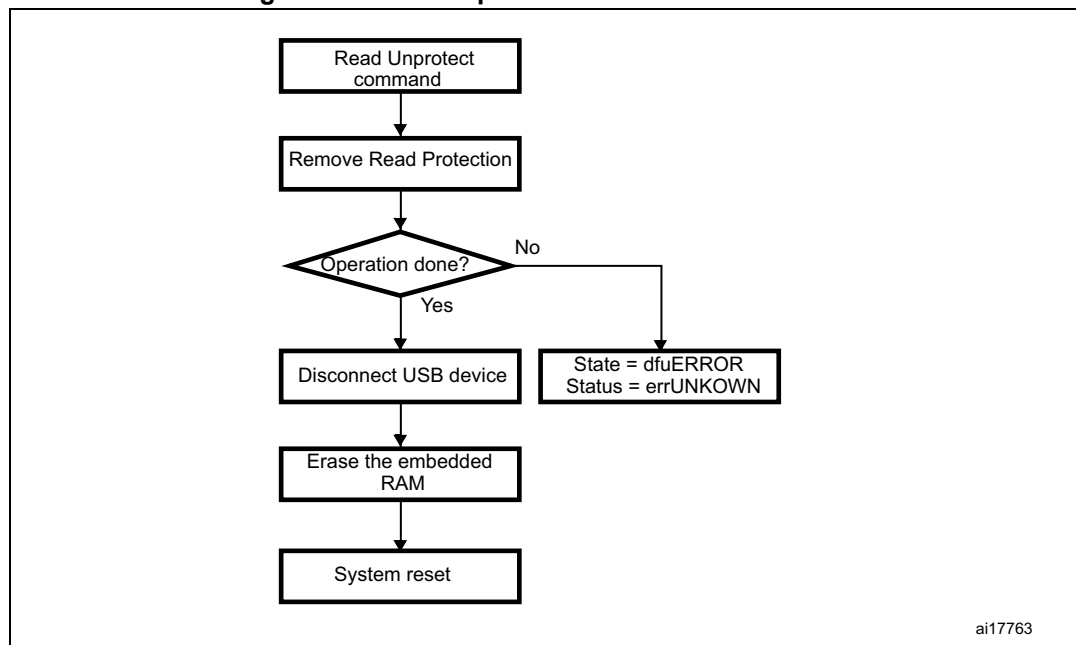 Read Unprotect
command
Remove Read Protection
Operation done?
No
Yes
Disconnect USB device
State = dfuERROR
Status = errUNKOWN
Erase the embedded
RAM
System reset
ai17763